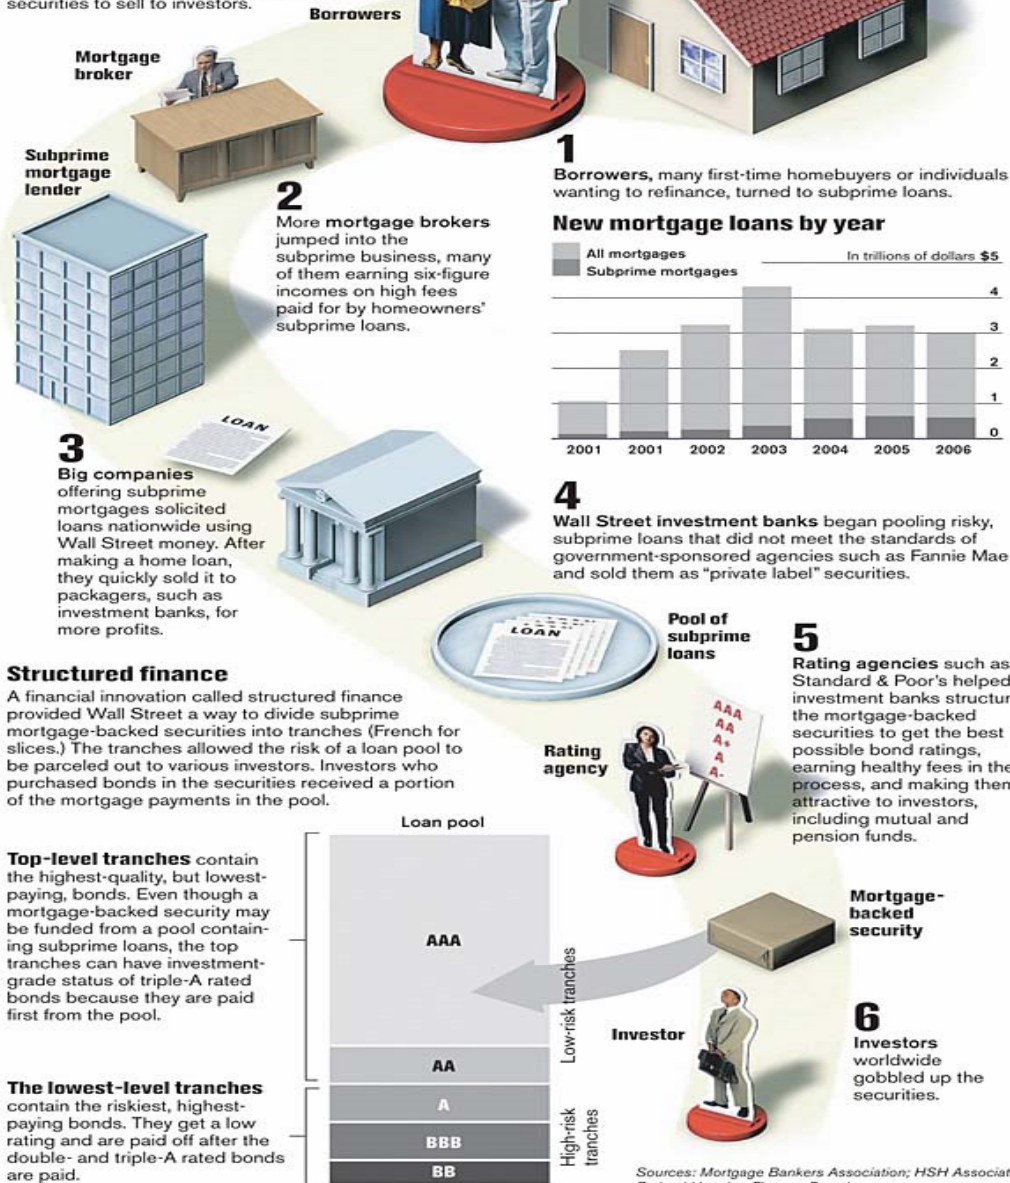 securities to sell to investors.
Borrowers
Mortgage
broker
Subprime
mortgage
lender
1
Borrowers, many first-time homebuyers or individuals
wanting to refinance, turned to subprime loans.
2
More mortgage brokers
jumped into the
subprime business, many
of them earning six-figure
incomes on high fees
paid for by homeowners'
subprime loans.
New mortgage loans by year
All mortgages
Subprime mortgages
In trillions of dollars $5
4
3
2
1
0
2001 2001 2002 2003 2004 2005 2006
LOAN
3
Big companies
offering subprime
mortgages solicited
loans nationwide using
Wall Street money. After
making a home loan,
they quickly sold it to
packagers, such as
investment banks, for
more profits.
4
Wall Street investment banks began pooling risky,
subprime loans that did not meet the standards of
government-sponsored agencies such as Fannie Mae
and sold them as "private label" securities.
LOAN
Pool of
subprime
loans
5
Rating agencies such as
Standard & Poor's helped
investment banks structur
the mortgage-backed
securities to get the best
possible bond ratings,
earning healthy fees in the
process, and making them
attractive to investors,
including mutual and
pension funds.
Rating
agency
AAA
AA
A+
A
A-
Structured finance
A financial innovation called structured finance
provided Wall Street a way to divide subprime
mortgage-backed securities into tranches (French for
slices.) The tranches allowed the risk of a loan pool to
be parceled out to various investors. Investors who
purchased bonds in the securities received a portion
of the mortgage payments in the pool.
Loan pool
Top-level tranches contain
the highest-quality, but lowest-
paying, bonds. Even though a
mortgage-backed security may
be funded from a pool contain-
ing subprime loans, the top
tranches can have investment-
grade status of triple-A rated
bonds because they are paid
first from the pool.
AAA
AA
Low-risk tranches
The lowest-level tranches
contain the riskiest, highest-
paying bonds. They get a low
rating and are paid off after the
double- and triple-A rated bonds
are paid.
A
BBB
BB
High-risk
tranches
Mortgage-
backed
security
Investor
6
Investors
worldwide
gobbled up the
securities.
Sources: Mortgage Bankers Association; HSH Associat